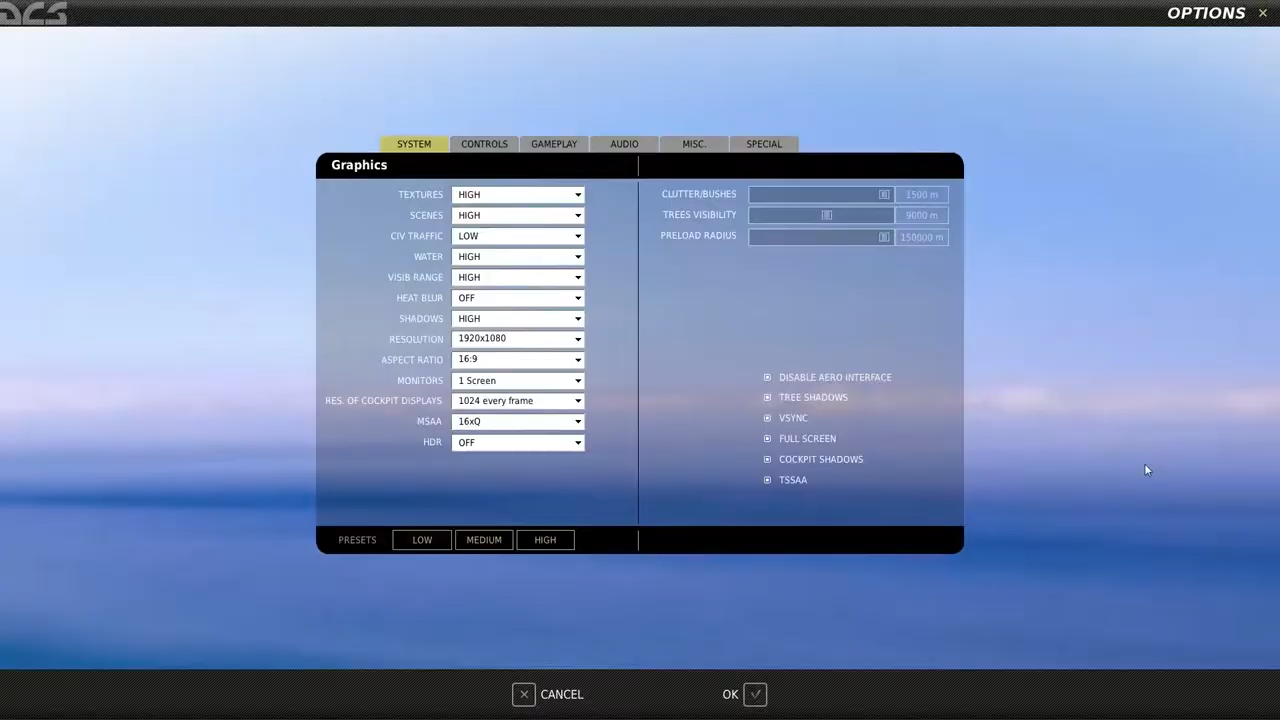 DCS
OPTIONS
SYSTEM CONTROLS GAMEPLAY AUDIO MISC. SPECIAL
Graphics
TEXTURES HIGH
SCENES HIGH
CIV TRAFFIC LOW
WATER HIGH
VISIB RANGE HIGH
HEAT BLUR OFF
SHADOWS HIGH
RESOLUTION 1920x1080
ASPECT RATIO 16:9
MONITORS 1 Screen
RES. OF COCKPIT DISPLAYS 1024 every frame
MSAA 16xQ
HDR OFF
CLUTTER/BUSHES 1500 m
TREES VISIBILITY 9000 m
PRELOAD RADIUS 150000 m
DISABLE AERO INTERFACE
TREE SHADOWS
VSYNC
FULL SCREEN
COCKPIT SHADOWS
TSSAA
PRESETS LOW MEDIUM HIGH
CANCEL OK